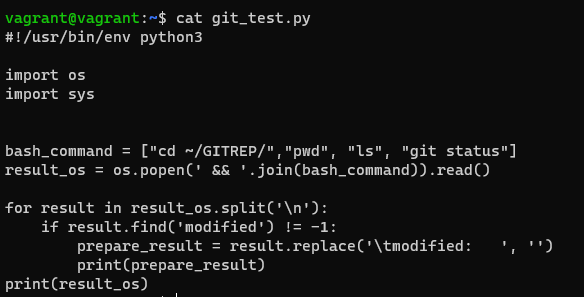 vagrant@vagrant:~$ cat git_test.py
#!/usr/bin/env python3

import os
import sys


bash_command = ["cd ~/GITREP/","pwd", "ls", "git status"]
result_os = os.popen(' && '.join(bash_command)).read()

for result in result_os.split('\n'):
    if result.find('modified') != -1:
        prepare_result = result.replace('\tmodified:   ', '')
        print(prepare_result)
print(result_os)